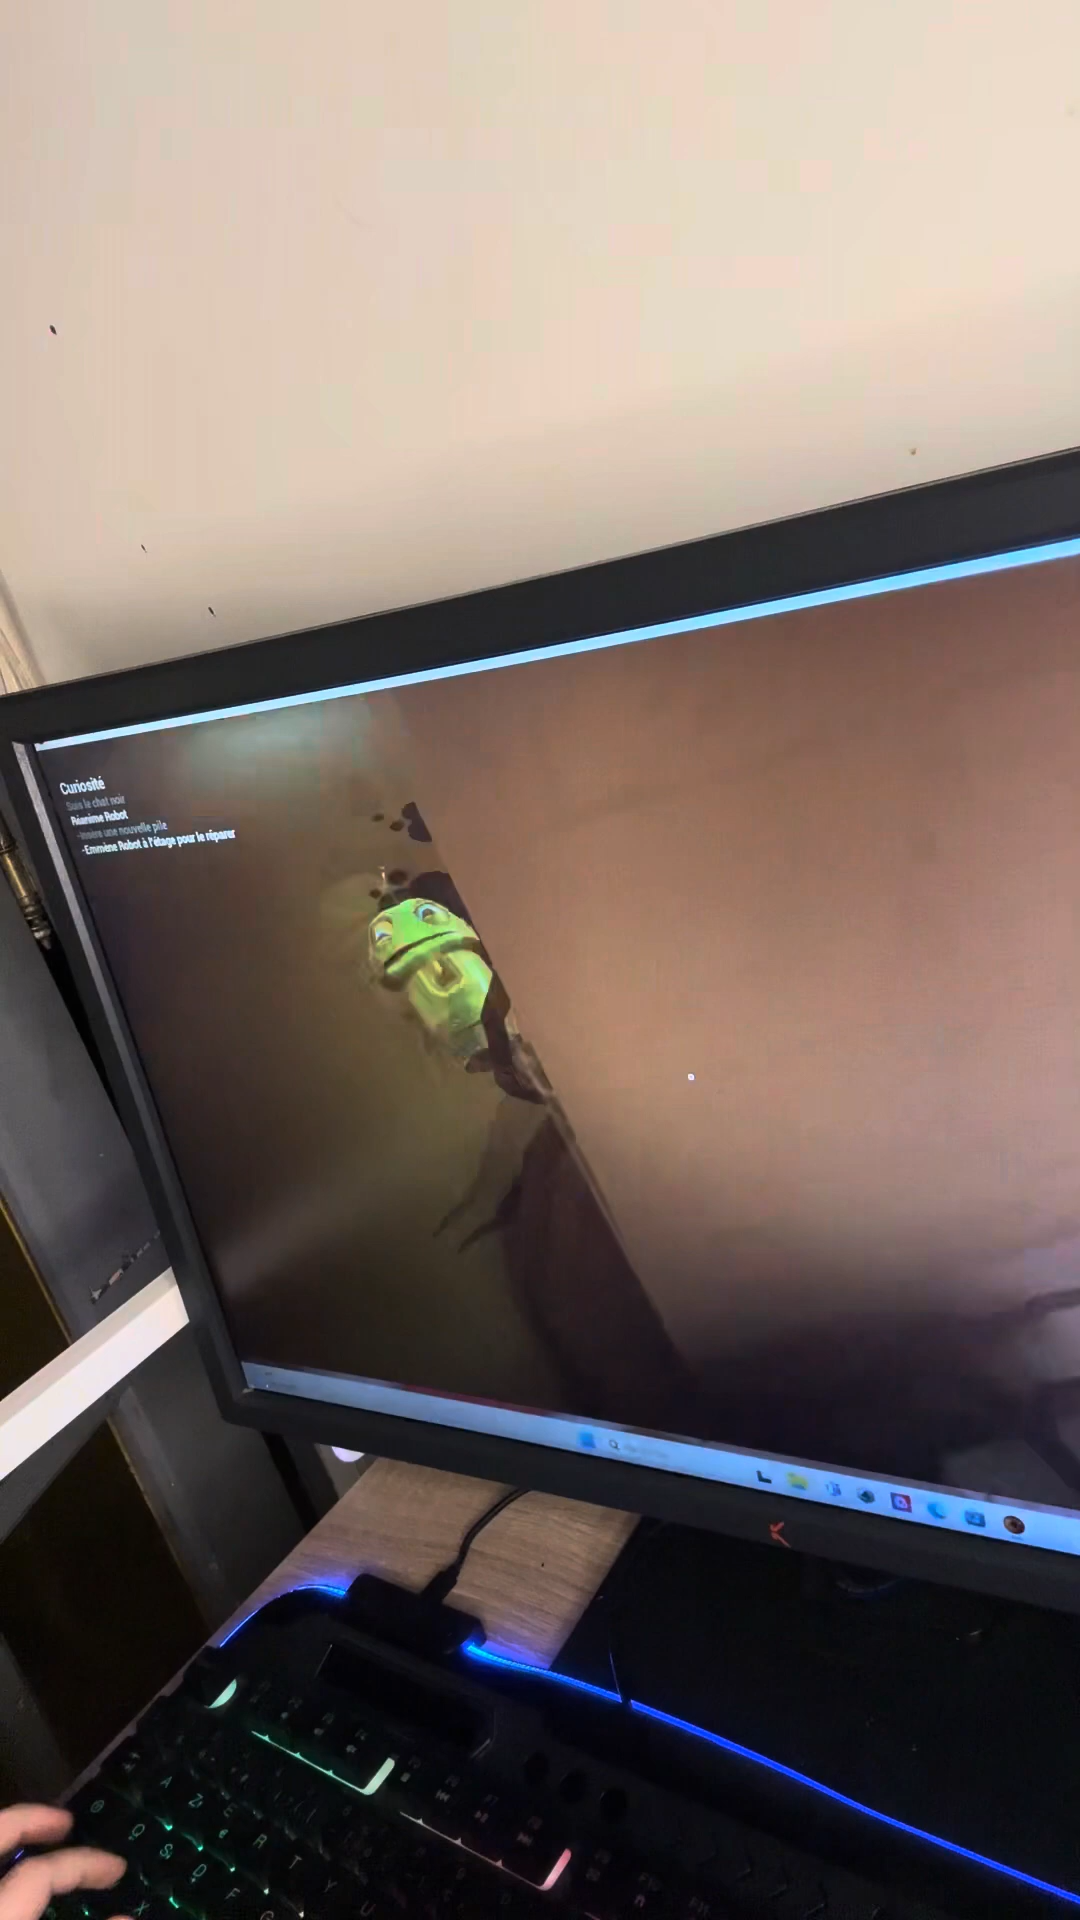 Curiosité
Suis le chat noir
Réanime Robot
-Insère une nouvelle pile
-Emmène Robot à l'étage pour le réparer
A
Z
E
R
T
Y
U
Q
S
D
F
G
X